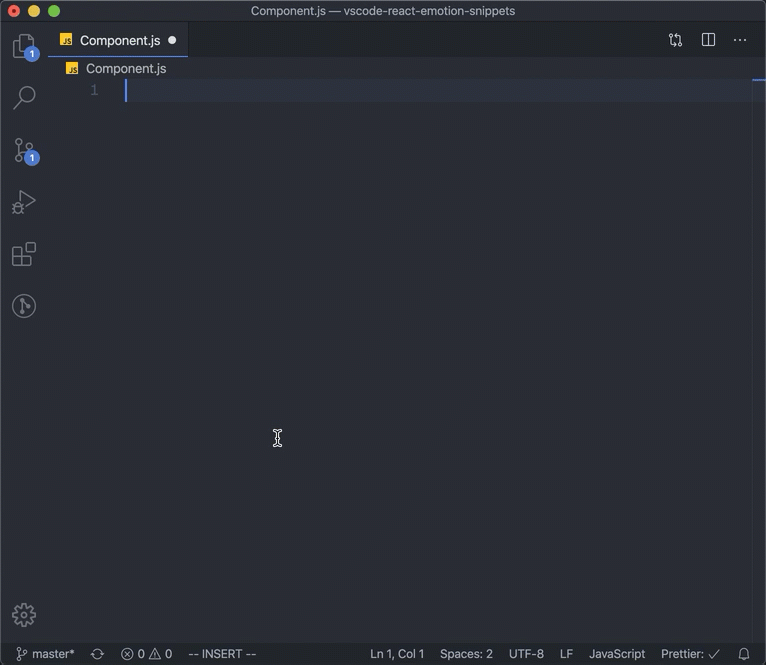 Component.js — vscode-react-emotion-snippets
JS Component.js
JS Component.js
1
1
1
master* 0 0 -- INSERT -- Ln 1, Col 1 Spaces: 2 UTF-8 LF JavaScript Prettier: